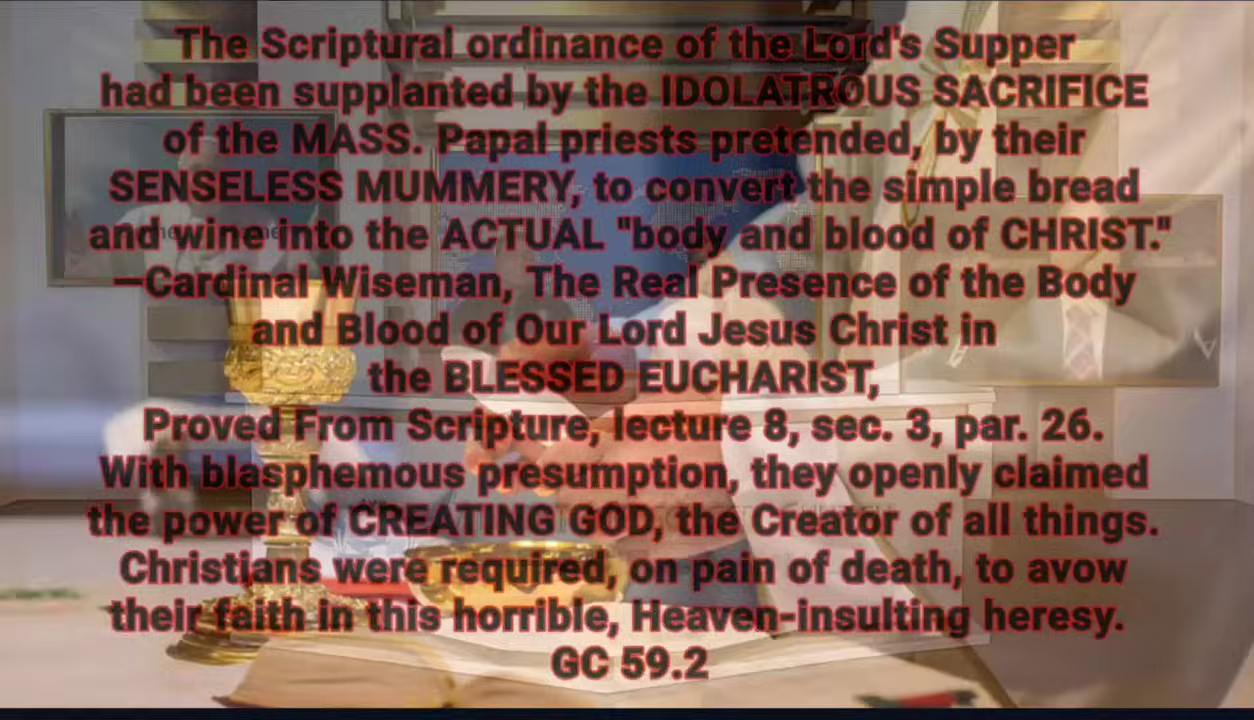 The Scriptural ordinance of the Lord's Supper
had been supplanted by the IDOLATROUS SACRIFICE
of the MASS. Papal priests pretended, by their
SENSELESS MUMMERY, to convert the simple bread
and wine into the ACTUAL "body and blood of CHRIST."
—Cardinal Wiseman, The Real Presence of the Body
and Blood of Our Lord Jesus Christ in
the BLESSED EUCHARIST,
Proved From Scripture, lecture 8, sec. 3, par. 26.
With blasphemous presumption, they openly claimed
the power of CREATING GOD, the Creator of all things.
Christians were required, on pain of death, to avow
their faith in this horrible, Heaven-insulting heresy.
GC 59.2